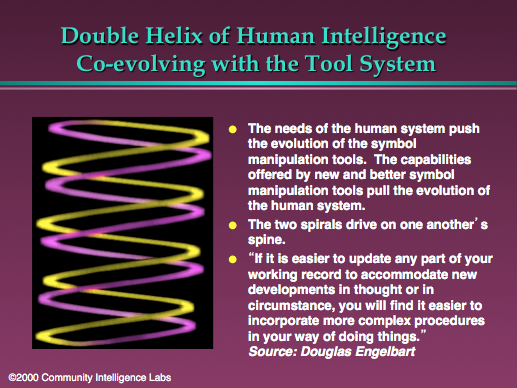 Double Helix of Human Intelligence
Co-evolving with the Tool System
The needs of the human system push
the evolution of the symbol
manipulation tools.  The capabilities
offered by new and better symbol
manipulation tools pull the evolution of
the human system.
The two spirals drive on one another’s
spine.
“If it is easier to update any part of your
working record to accommodate new
developments in thought or in
circumstance, you will find it easier to
incorporate more complex procedures
in your way of doing things.”
Source: Douglas Engelbart
©2000 Community Intelligence Labs